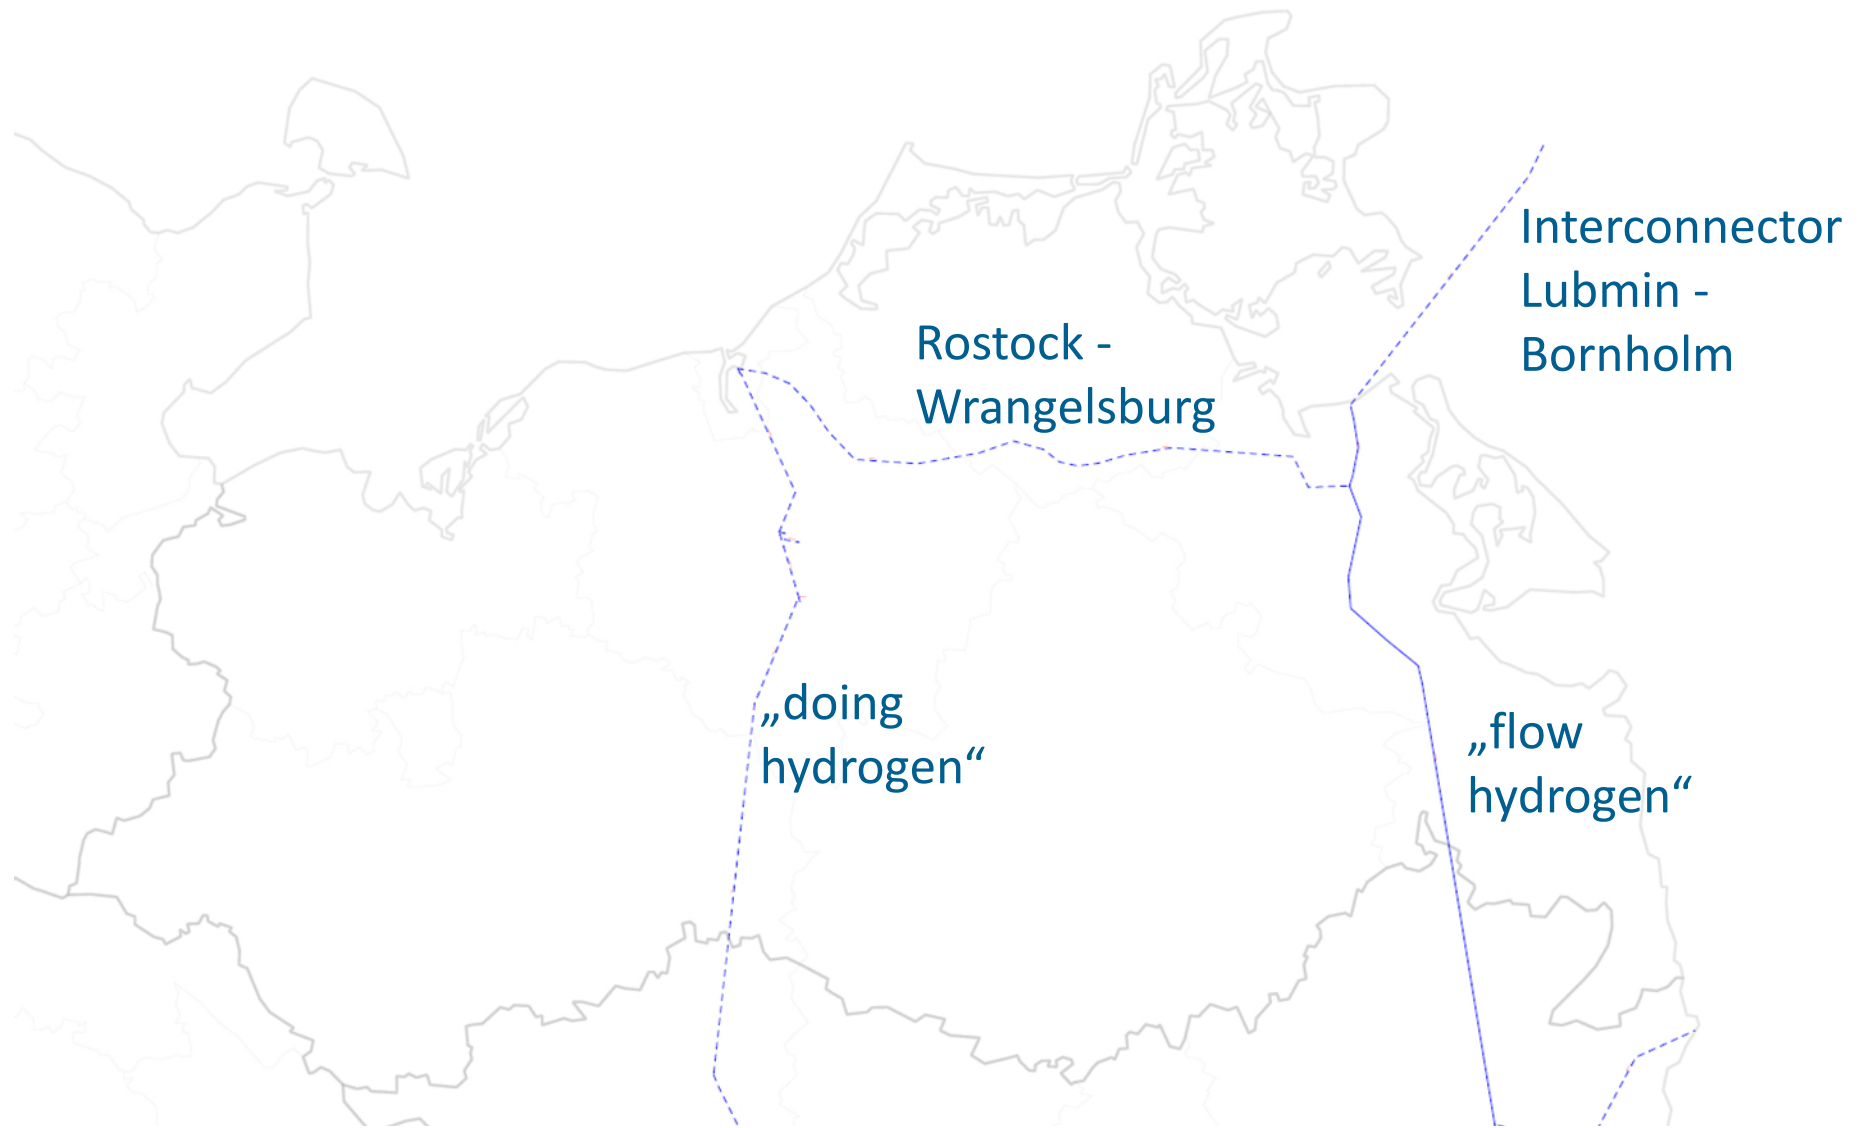 Interconnector
Lubmin -
Bornholm
Rostock -
Wrangelsburg
„doing
hydrogen“
„flow
hydrogen“